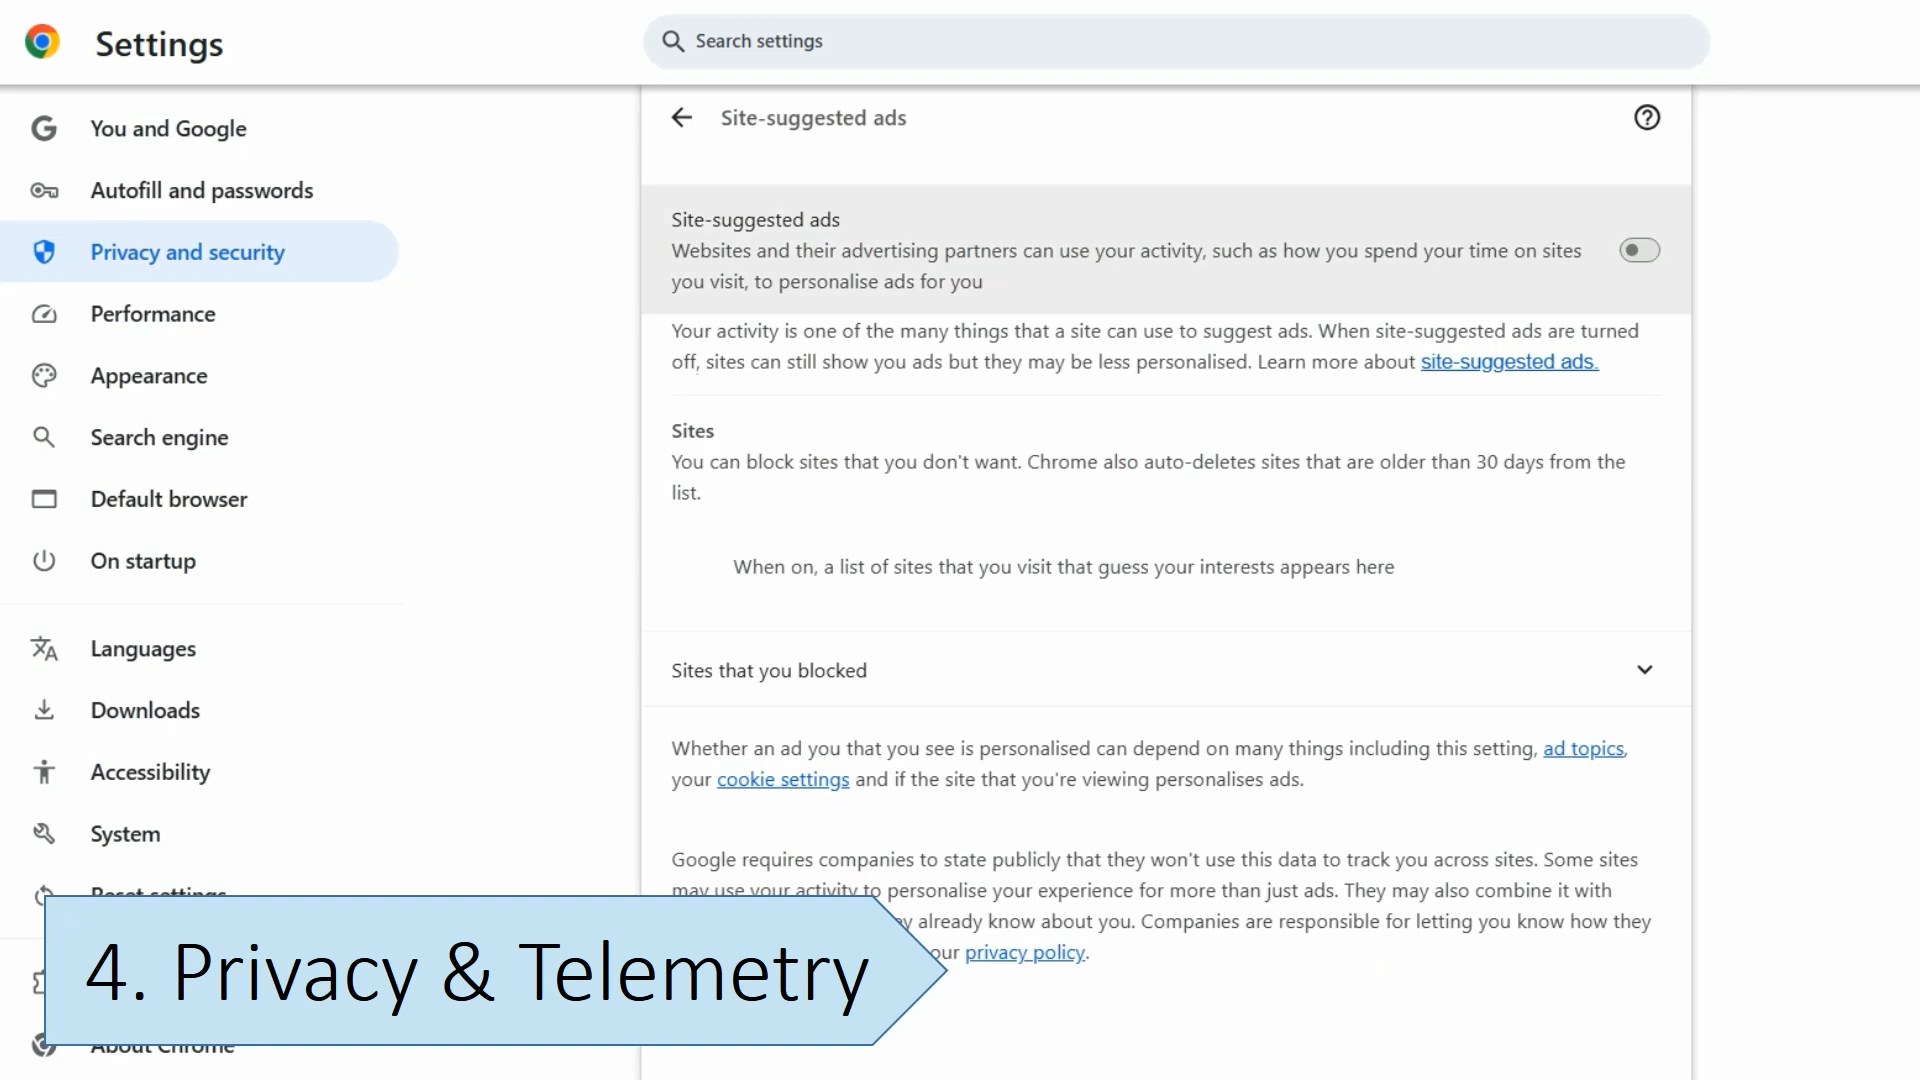 Settings
Search settings
You and Google
Autofill and passwords
Privacy and security
Performance
Appearance
Search engine
Default browser
On startup
Languages
Downloads
Accessibility
System
Reset settings
About Chrome
Site-suggested ads
Site-suggested ads
Websites and their advertising partners can use your activity, such as how you spend your time on sites
you visit, to personalise ads for you
Your activity is one of the many things that a site can use to suggest ads. When site-suggested ads are turned
off, sites can still show you ads but they may be less personalised. Learn more about site-suggested ads.
Sites
You can block sites that you don't want. Chrome also auto-deletes sites that are older than 30 days from the
list.
When on, a list of sites that you visit that guess your interests appears here
Sites that you blocked
Whether an ad you that you see is personalised can depend on many things including this setting, ad topics,
your cookie settings and if the site that you're viewing personalises ads.
Google requires companies to state publicly that they won't use this data to track you across sites. Some sites
may use your activity to personalise your experience for more than just ads. They may also combine it with
already know about you. Companies are responsible for letting you know how they
our privacy policy.
4. Privacy & Telemetry